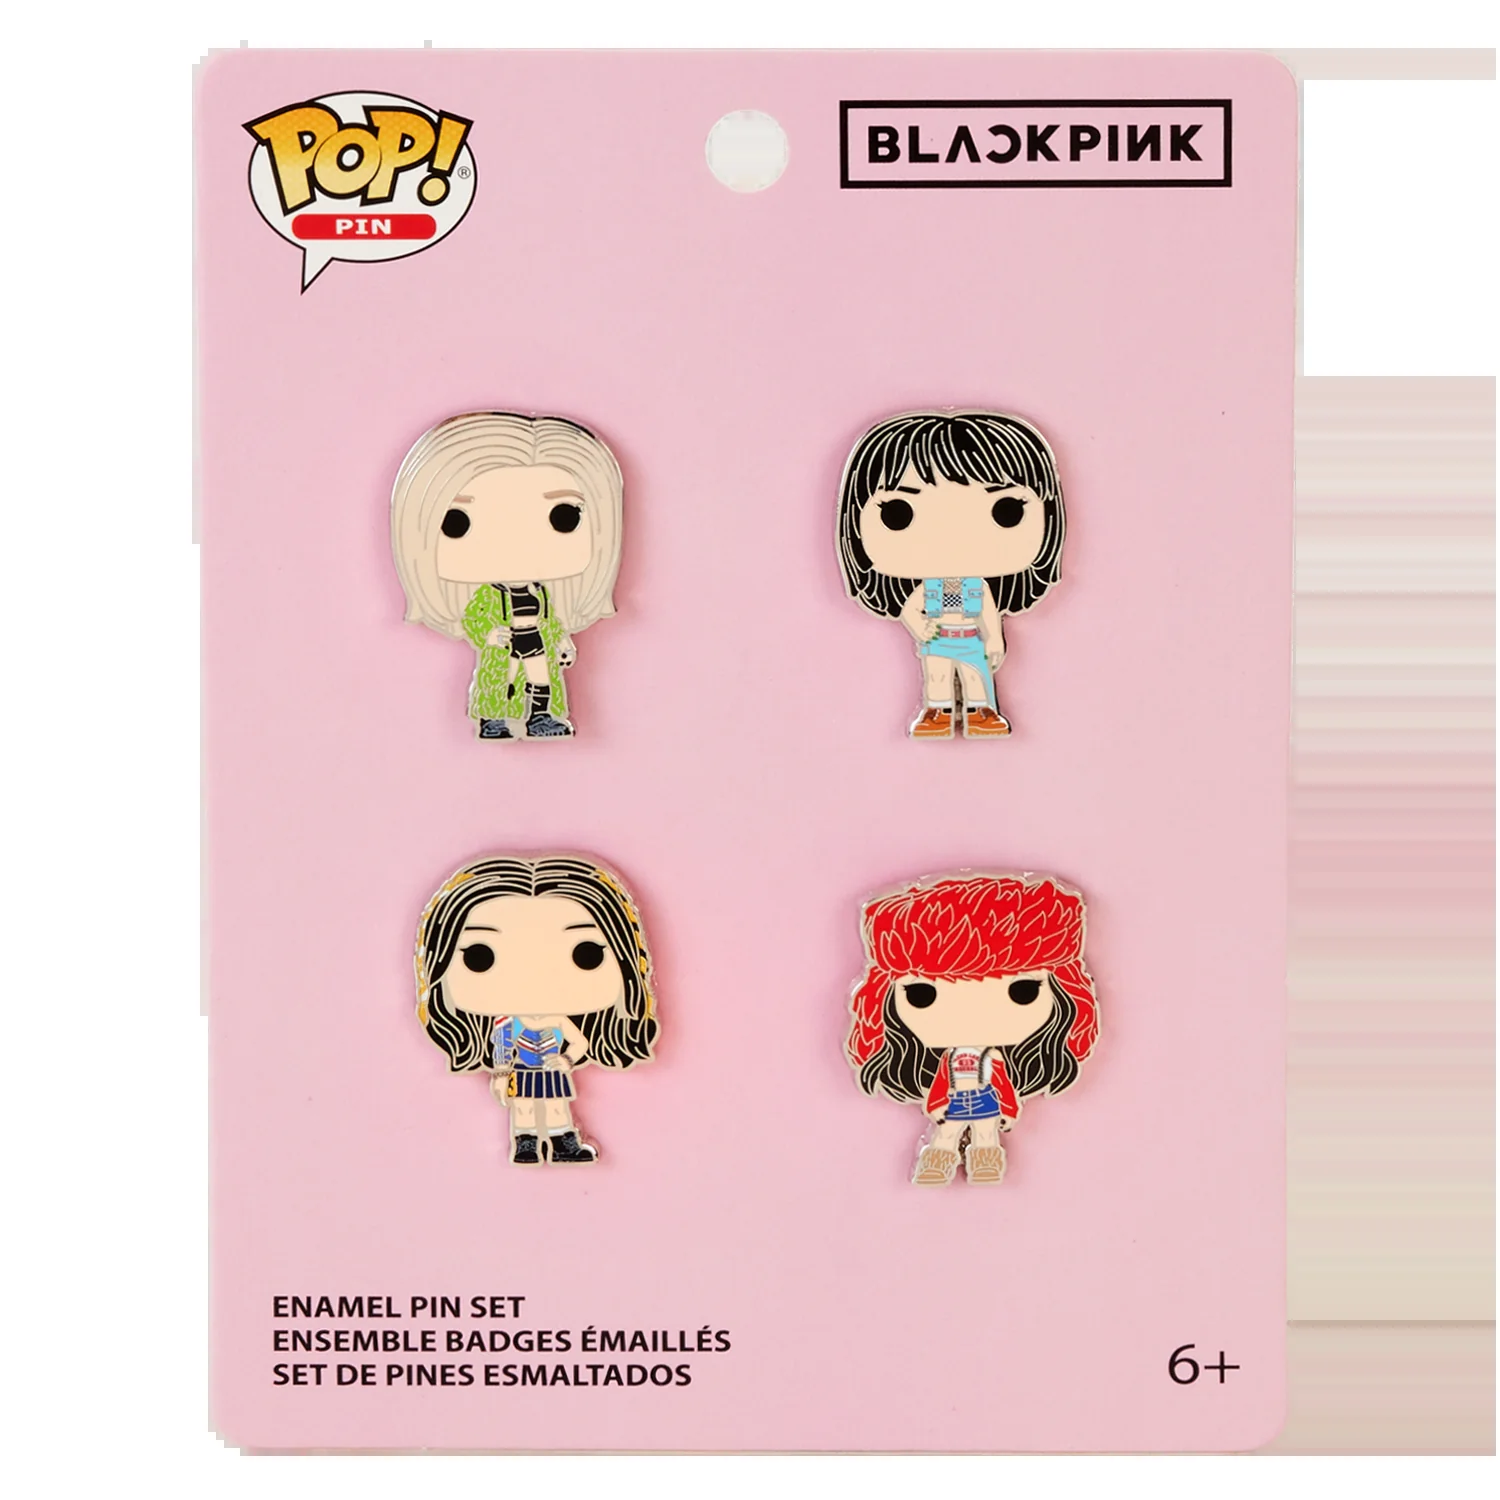 POP!®
PIN
BLACKPINK
ENAMEL PIN SET
ENSEMBLE BADGES ÉMAILLÉS
SET DE PINES ESMALTADOS
6+